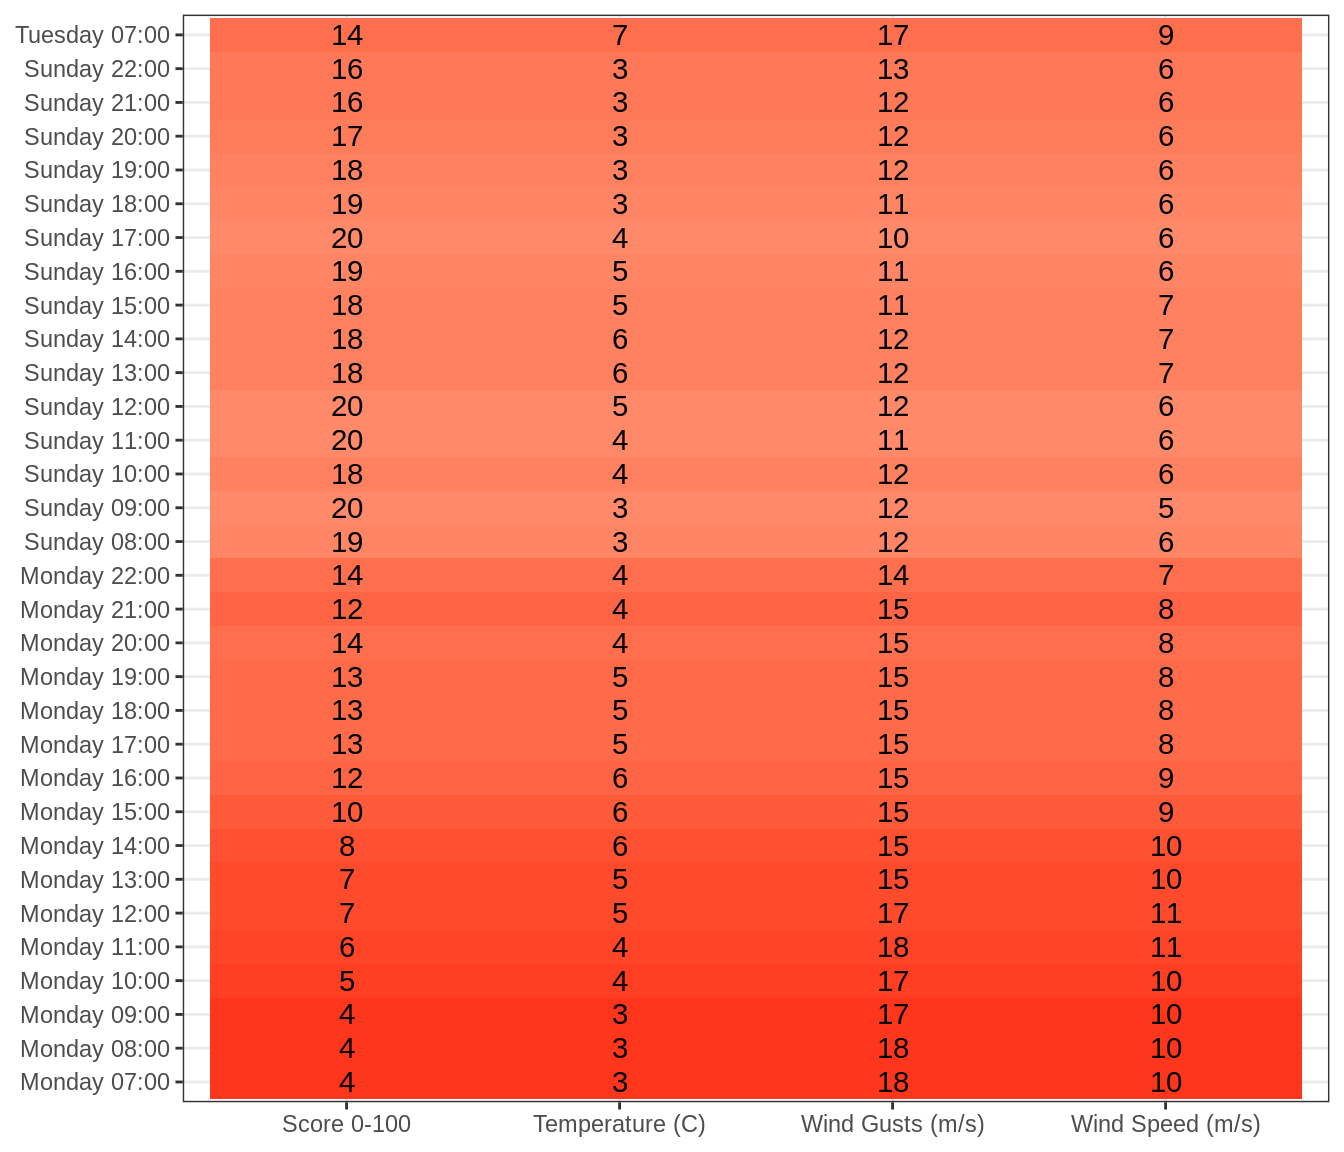 Tuesday 07:00 14 7 17 9
Sunday 22:00 16 3 13 6
Sunday 21:00 16 3 12 6
Sunday 20:00 17 3 12 6
Sunday 19:00 18 3 12 6
Sunday 18:00 19 3 11 6
Sunday 17:00 20 4 10 6
Sunday 16:00 19 5 11 6
Sunday 15:00 18 5 11 7
Sunday 14:00 18 6 12 7
Sunday 13:00 18 6 12 7
Sunday 12:00 20 5 12 6
Sunday 11:00 20 4 11 6
Sunday 10:00 18 4 12 6
Sunday 09:00 20 3 12 5
Sunday 08:00 19 3 12 6
Monday 22:00 14 4 14 7
Monday 21:00 12 4 15 8
Monday 20:00 14 4 15 8
Monday 19:00 13 5 15 8
Monday 18:00 13 5 15 8
Monday 17:00 13 5 15 8
Monday 16:00 12 6 15 9
Monday 15:00 10 6 15 9
Monday 14:00 8 6 15 10
Monday 13:00 7 5 15 10
Monday 12:00 7 5 17 11
Monday 11:00 6 4 18 11
Monday 10:00 5 4 17 10
Monday 09:00 4 3 17 10
Monday 08:00 4 3 18 10
Monday 07:00 4 3 18 10
Score 0-100 Temperature (C) Wind Gusts (m/s) Wind Speed (m/s)